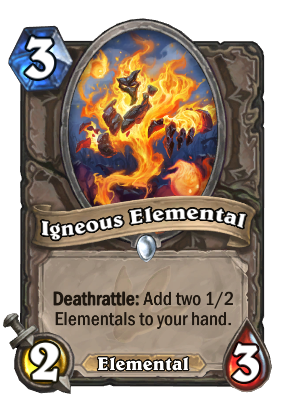 3
Igneous Elemental
Deathrattle: Add two 1/2
Elementals to your hand.
2
Elemental
3